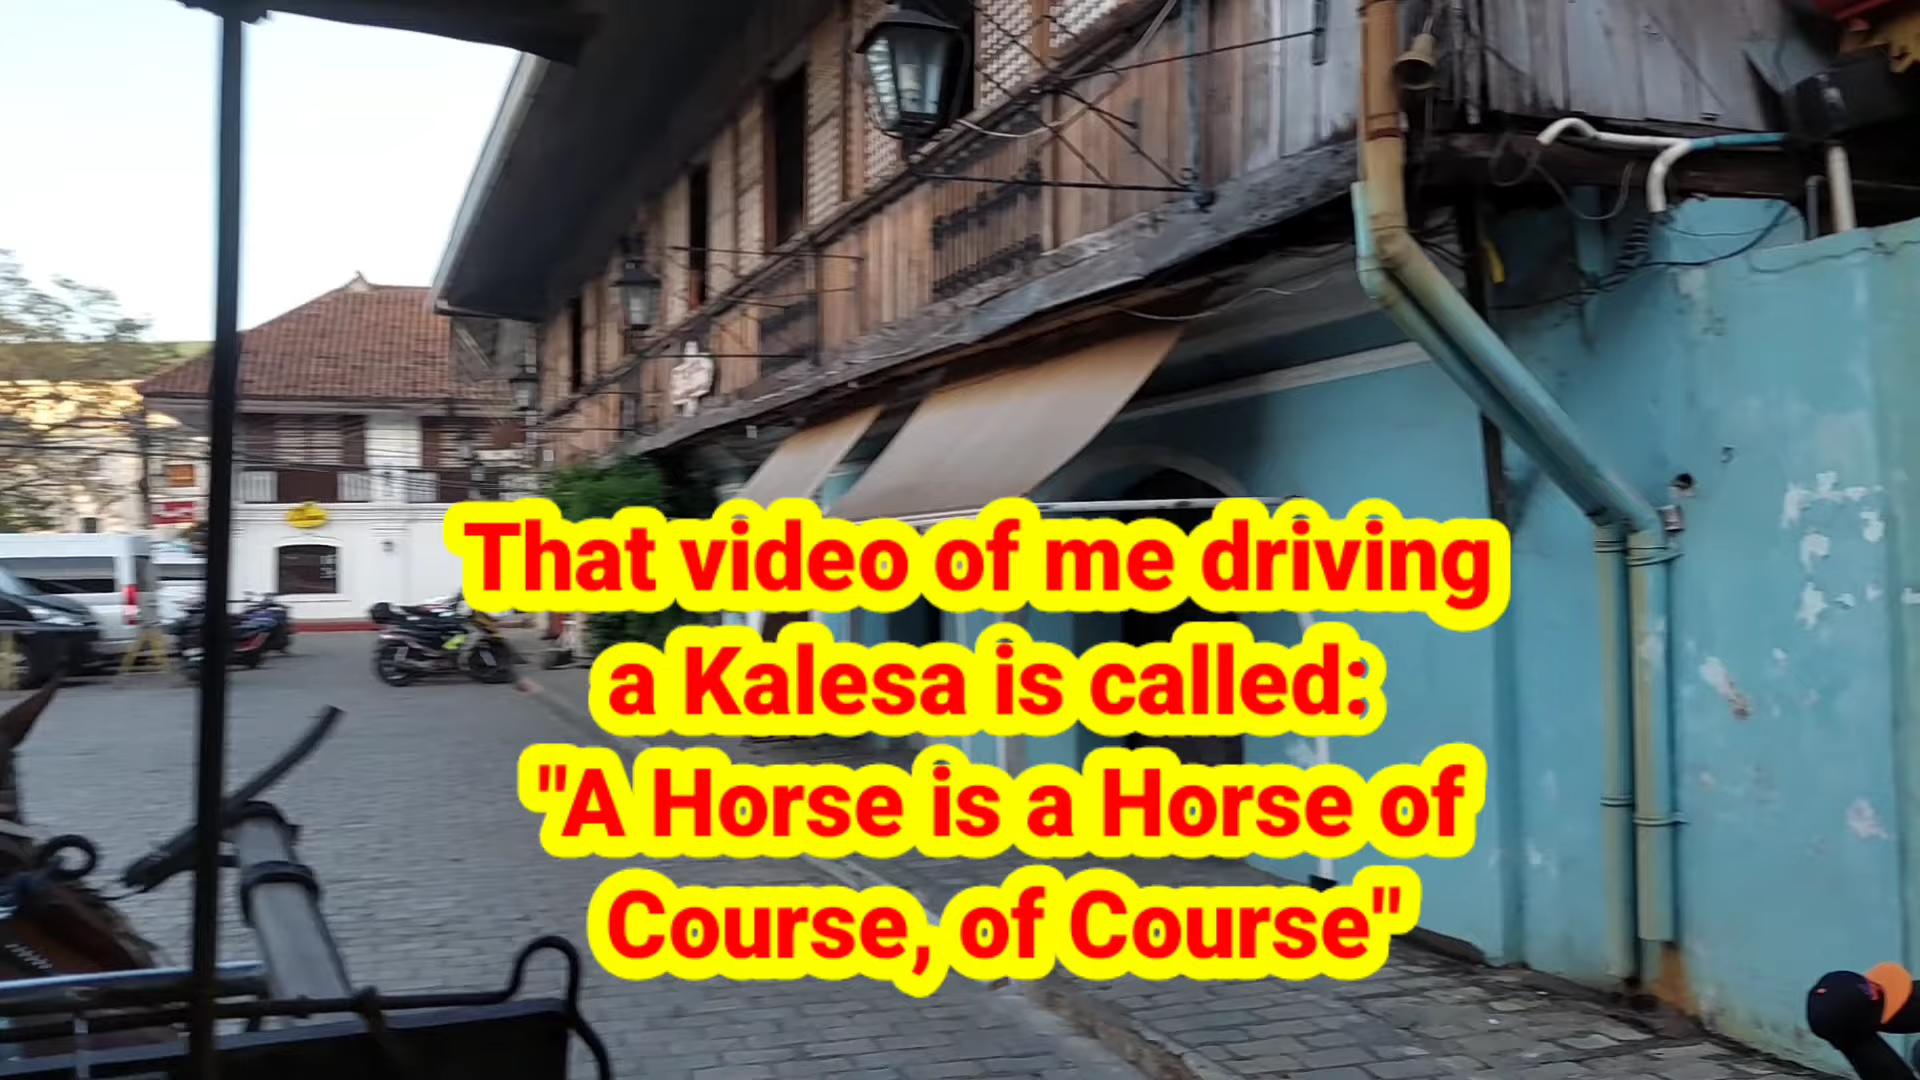 That video of me driving
a Kalesa is called:
"A Horse is a Horse of
Course, of Course"